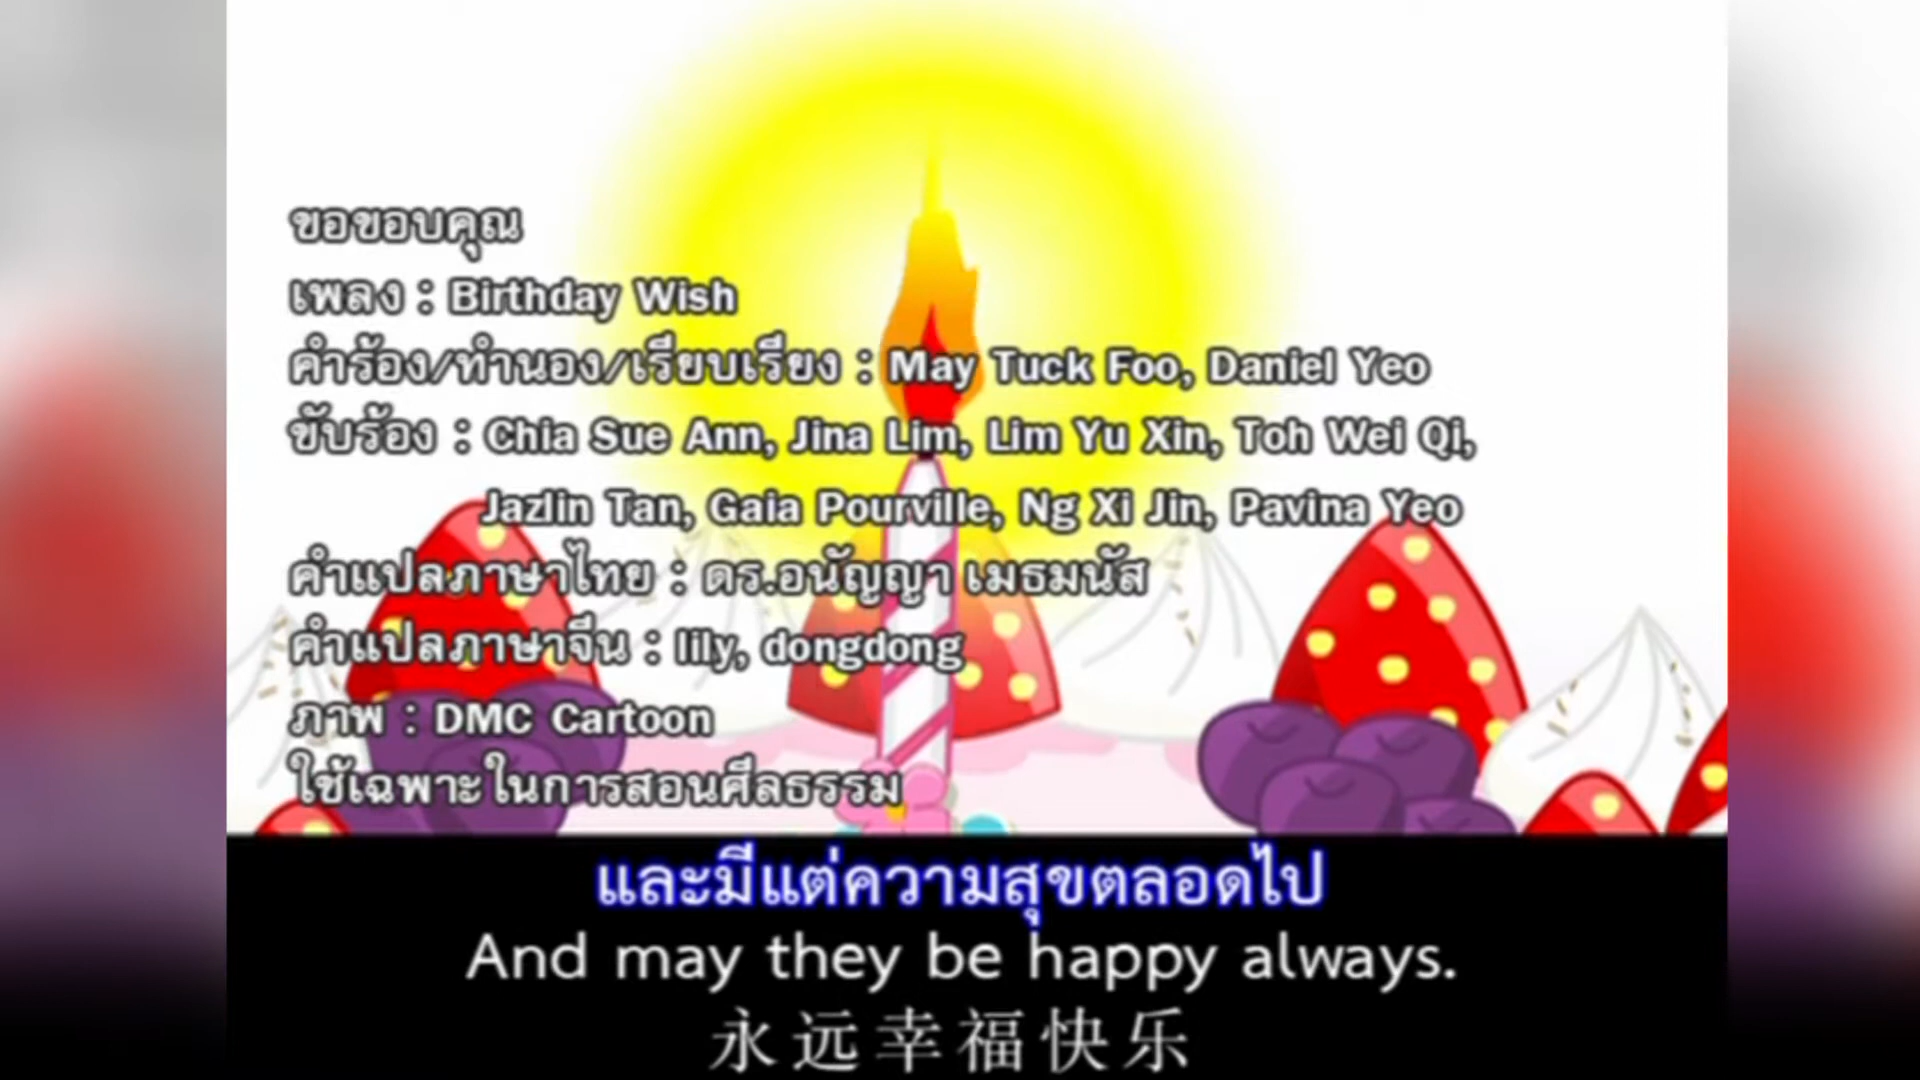 ขอขอบคุณ
เพลง : Birthday Wish
คำร้อง/ทำนอง/เรียบเรียง : May Tuck Foo, Daniel Yeo
ขับร้อง : Chia Sue Ann, Jina Lim, Lim Yu Xin, Toh Wei Qi,
Jazlin Tan, Gaia Pourville, Ng Xi Jin, Pavina Yeo
คำแปลภาษาไทย : ดร.อนัญญา เมธมนัส
คำแปลภาษาจีน : lily, dongdong
ภาพ : DMC Cartoon
ใช้เฉพาะในการสอนศีลธรรม
และมีแต่ความสุขตลอดไป
And may they be happy always.
永远幸福快乐